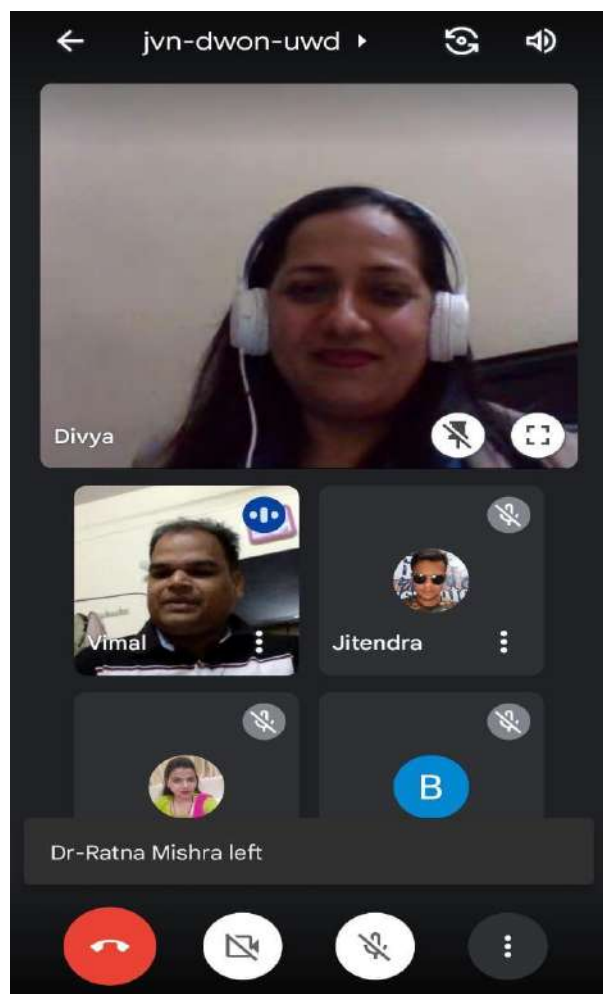 jvn-dwon-uwd
Divya
Vimal
Jitendra
B
Dr-Ratna Mishra left